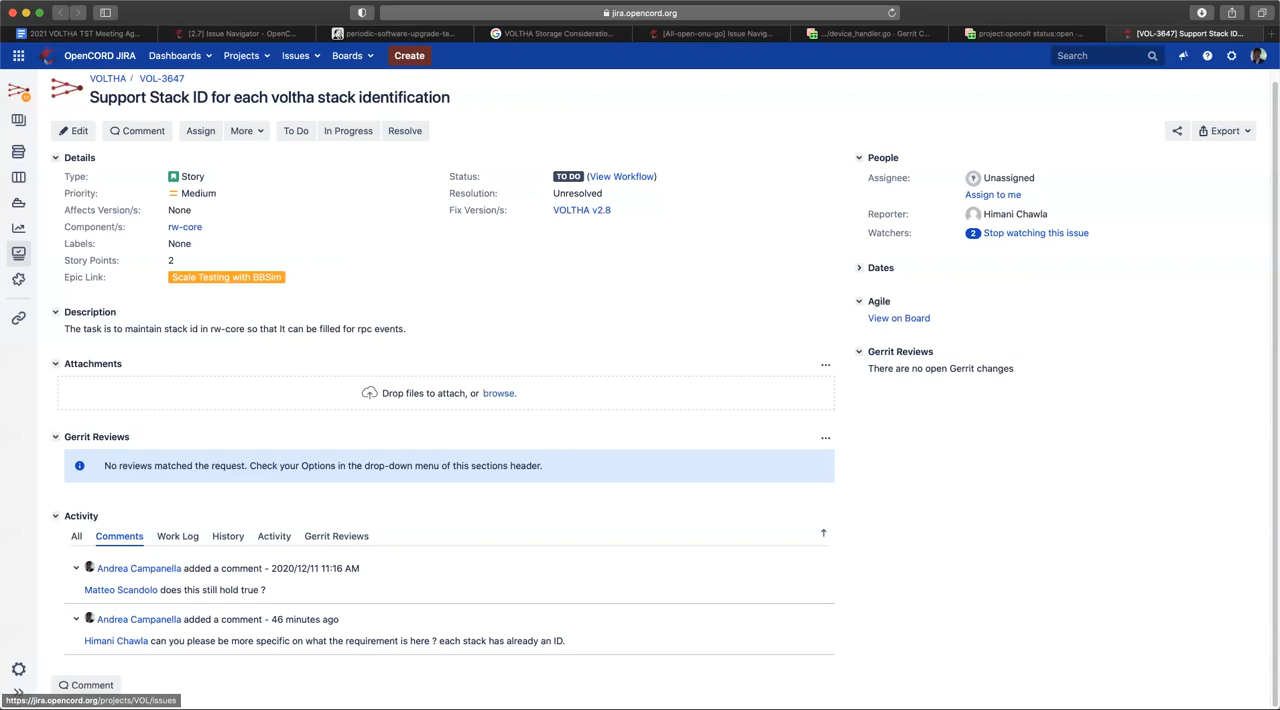 jira.opencord.org
2021 VOLTHA TST Meeting Ag...
[2.7] Issue Navigator - OpenC...
periodic-software-upgrade-te...
VOLTHA Storage Consideratio...
[All-open-onu-go] Issue Navig...
../device_handler.go · Gerrit C...
project:openolt status:open ·...
[VOL-3647] Support Stack ID...
OpenCORD JIRA Dashboards Projects Issues Boards Create Search
VOLTHA / VOL-3647
Support Stack ID for each voltha stack identification
Edit Comment Assign More To Do In Progress Resolve Export
Details
Type: Story
Priority: Medium
Affects Version/s: None
Component/s: rw-core
Labels: None
Story Points: 2
Epic Link: Scale Testing with BBSim
Status: TO DO (View Workflow)
Resolution: Unresolved
Fix Version/s: VOLTHA v2.8
People
Assignee: Unassigned
Assign to me
Reporter: Himani Chawla
Watchers: 2 Stop watching this issue
Dates
Agile
View on Board
Gerrit Reviews
There are no open Gerrit changes
Description
The task is to maintain stack id in rw-core so that It can be filled for rpc events.
Attachments
Drop files to attach, or browse.
Gerrit Reviews
No reviews matched the request. Check your Options in the drop-down menu of this sections header.
Activity
All Comments Work Log History Activity Gerrit Reviews
Andrea Campanella added a comment - 2020/12/11 11:16 AM
Matteo Scandolo does this still hold true ?
Andrea Campanella added a comment - 46 minutes ago
Himani Chawla can you please be more specific on what the requirement is here ? each stack has already an ID.
Comment
https://jira.opencord.org/projects/VOL/issues